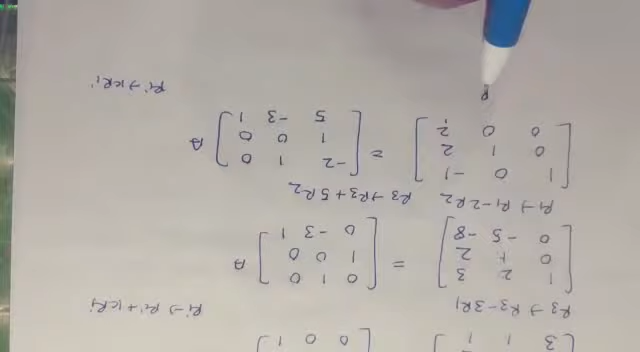 [3 1 1] [0 0 1]
R3 → R3 - 3R1 Ri → Ri + kRj
[1 2 3] [0 1 0]
[0 1 2] = [1 0 0] A
[0 -5 -8] [0 -3 1]
R1 → R1 - 2R2 R3 → R3 + 5R2
[1 0 -1] [-2 1 0]
[0 1 2] = [1 0 0] A
[0 0 2] [5 -3 1]
Ri → kRi